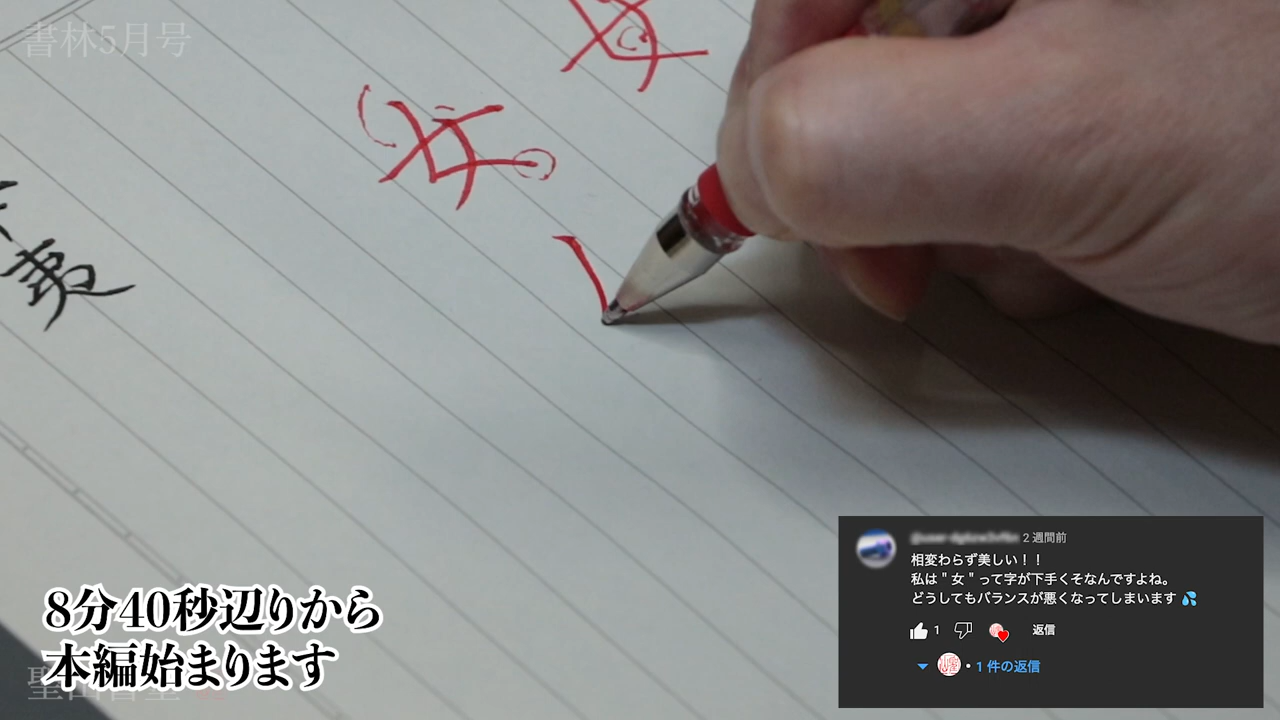 書林5月号
女
女
夷
8分40秒辺りから
本編始まります
2 週間前
相変わらず美しい！！
私は " 女 " って字が下手くそなんですよね。
どうしてもバランスが悪くなってしまいます 💦
1
返信
1 件の返信